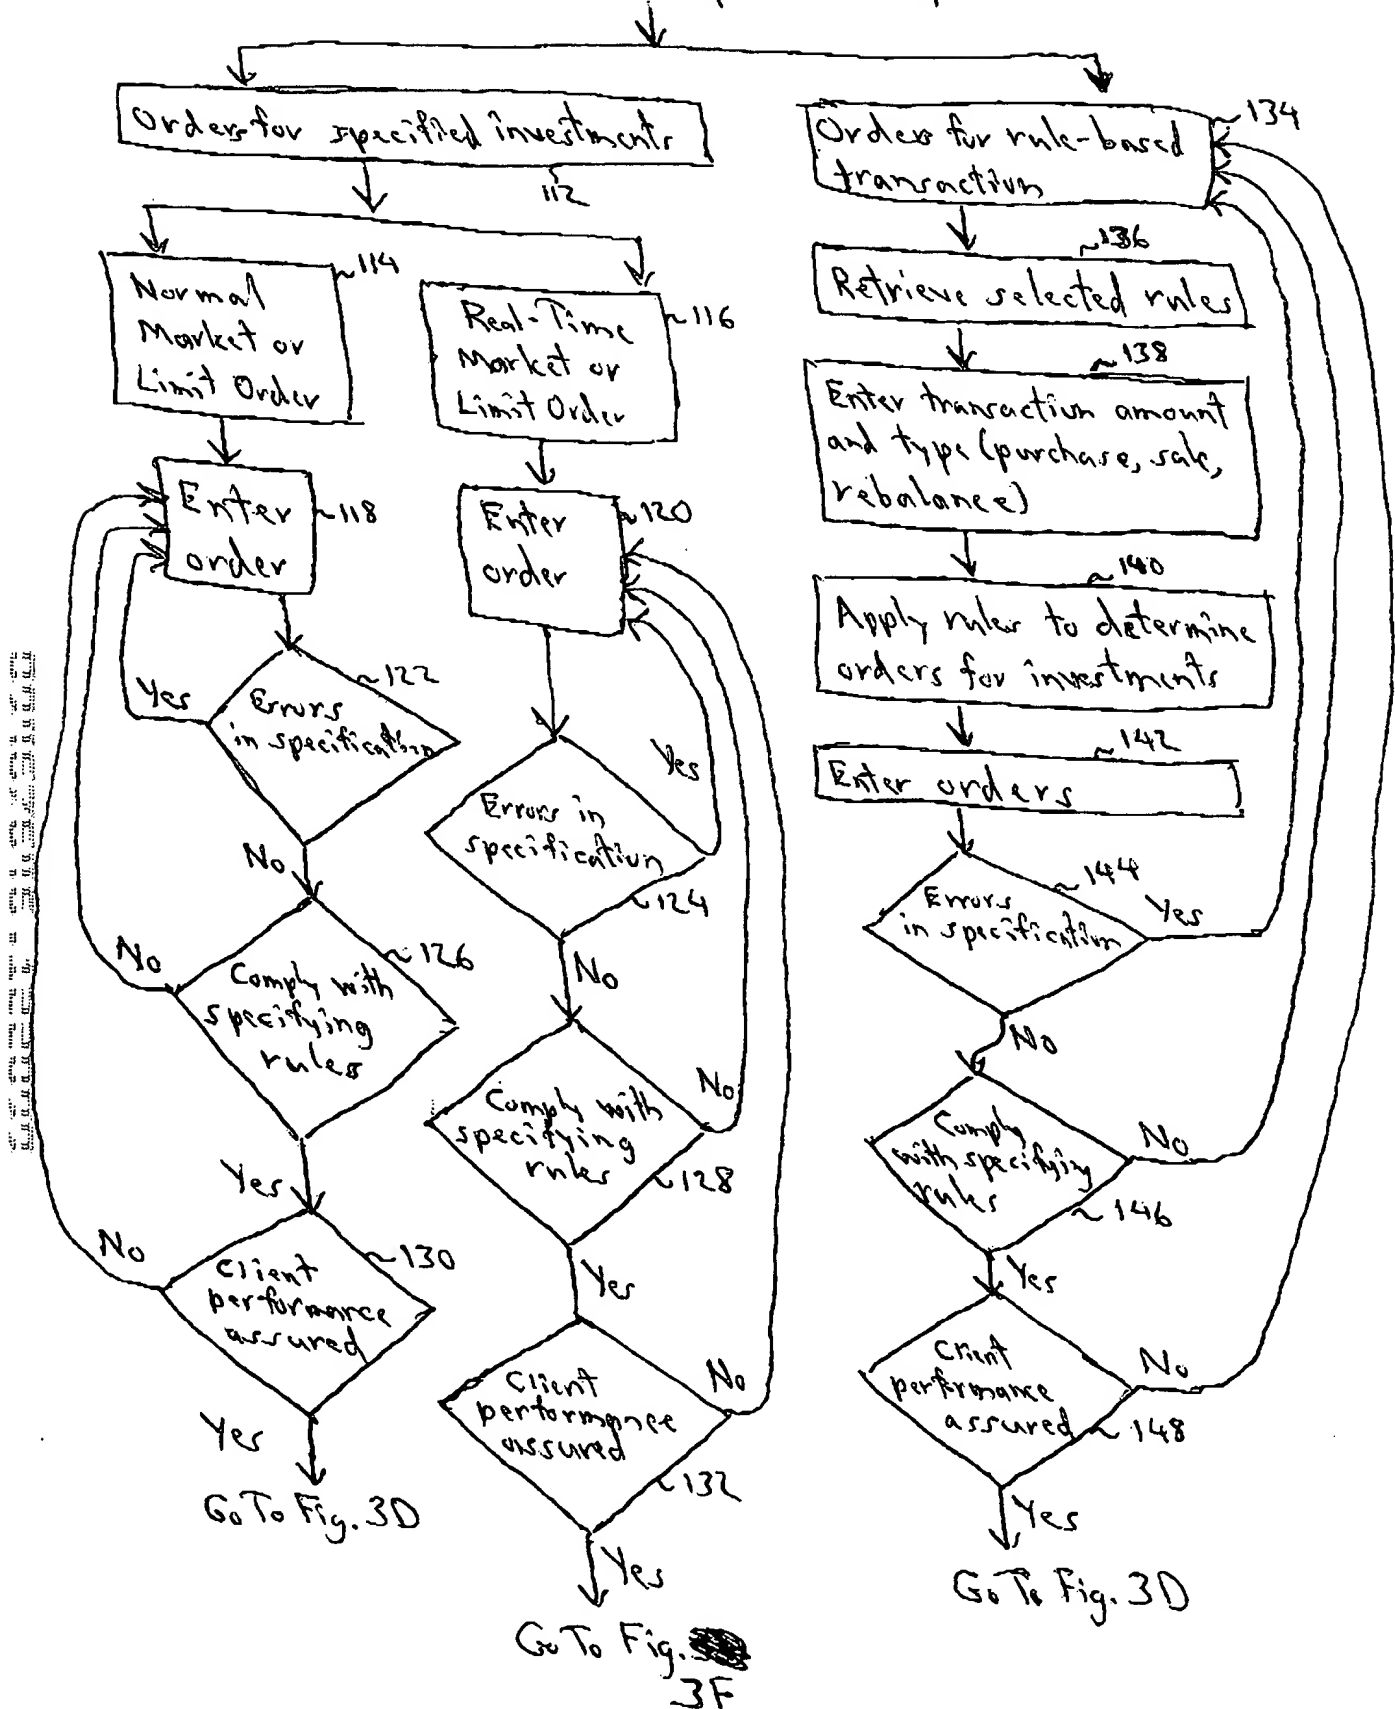 Orders for specified investments
112
Normal
Market or
Limit Order
114
Real-Time
Market or
Limit Order
116
Enter
order
118
Enter
order
120
Errors
in specification
122
Yes
No
Errors in
specification
124
Yes
No
Comply with
specifying
rules
126
No
Yes
Comply with
specifying
rules
128
No
Yes
Client
performance
assured
130
No
Yes
Go To Fig. 3D
Client
performance
assured
132
No
Yes
Go To Fig.
3F
Orders for rule-based
transaction
134
136
Retrieve selected rules
138
Enter transaction amount
and type (purchase, sale,
rebalance)
140
Apply rules to determine
orders for investments
142
Enter orders
144
Errors
in specification
Yes
No
Comply
with specifying
rules
146
No
Yes
Client
performance
assured
148
No
Yes
Go To Fig. 3D